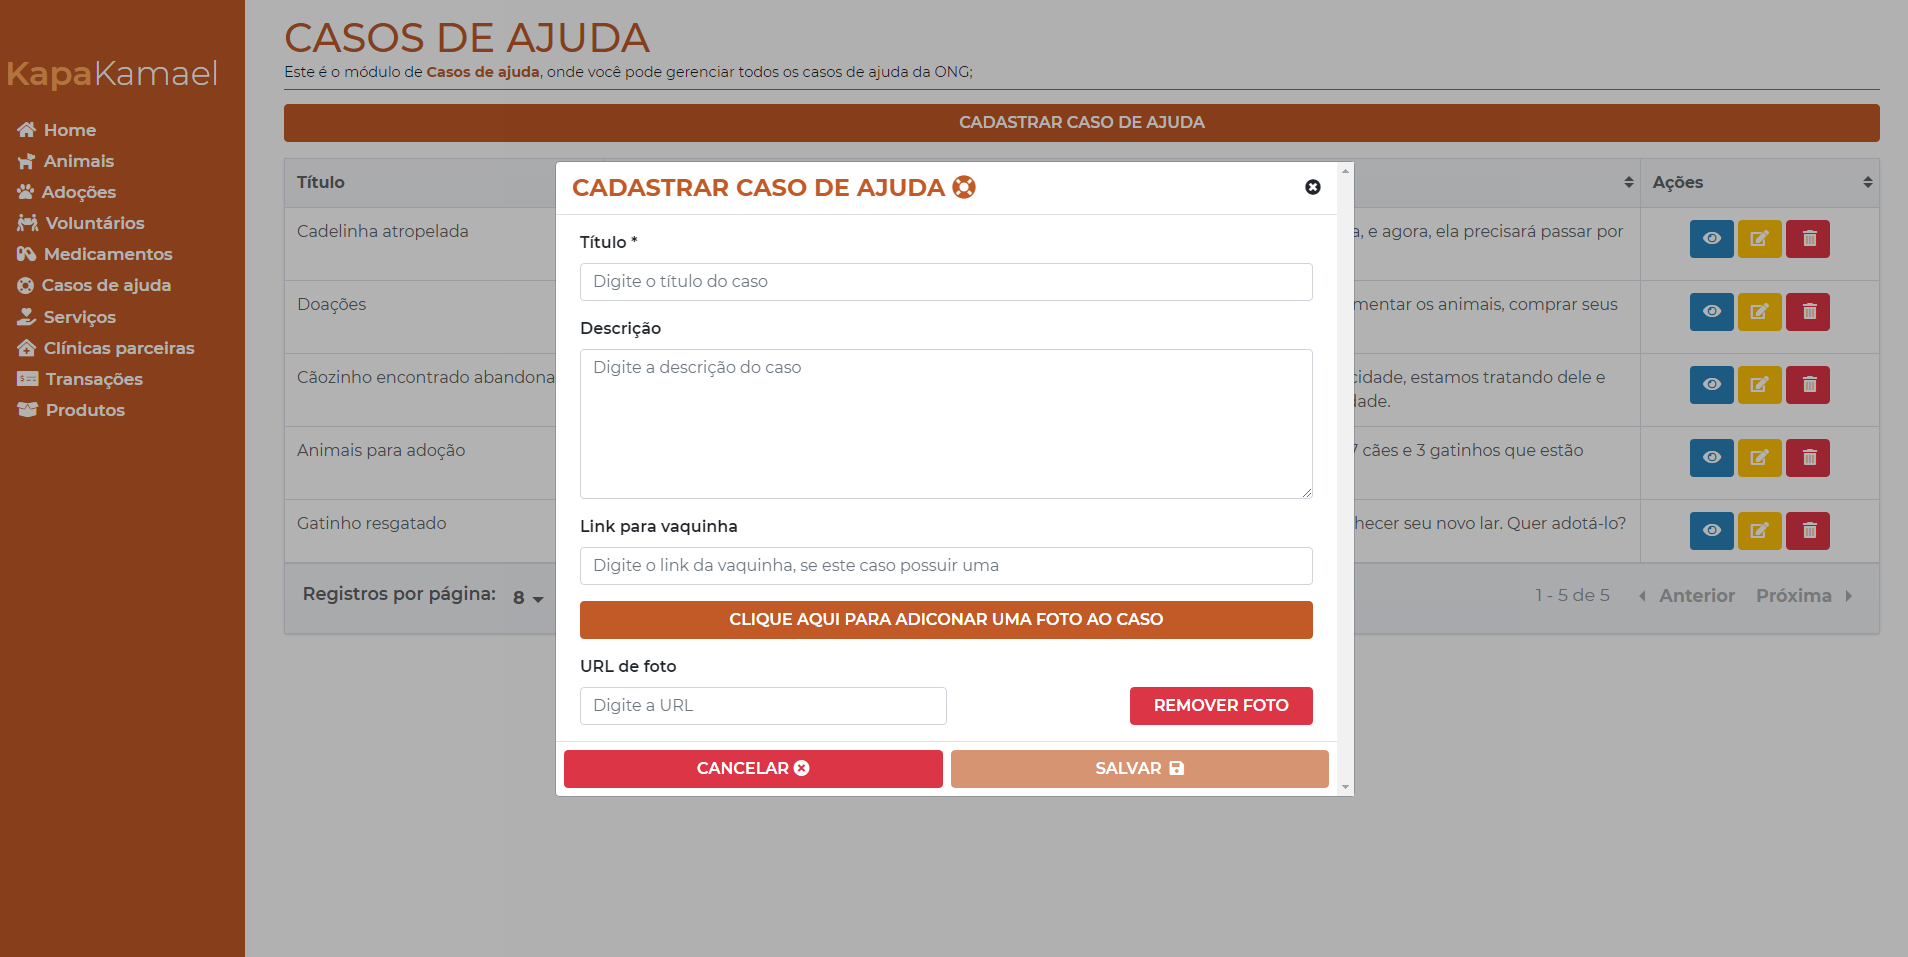 KapaKamael
Home
Animais
Adoções
Voluntários
Medicamentos
Casos de ajuda
Serviços
Clínicas parceiras
Transações
Produtos
CASOS DE AJUDA
Este é o módulo de Casos de ajuda, onde você pode gerenciar todos os casos de ajuda da ONG;
CADASTRAR CASO DE AJUDA
Título
Ações
Cadelinha atropelada
a, e agora, ela precisará passar por
Doações
mentar os animais, comprar seus
Cãozinho encontrado abandona
cidade, estamos tratando dele e
dade.
Animais para adoção
7 cães e 3 gatinhos que estão
Gatinho resgatado
hecer seu novo lar. Quer adotá-lo?
Registros por página: 8
1 - 5 de 5 Anterior Próxima
CADASTRAR CASO DE AJUDA
Título *
Digite o título do caso
Descrição
Digite a descrição do caso
Link para vaquinha
Digite o link da vaquinha, se este caso possuir uma
CLIQUE AQUI PARA ADICONAR UMA FOTO AO CASO
URL de foto
Digite a URL
REMOVER FOTO
CANCELAR
SALVAR